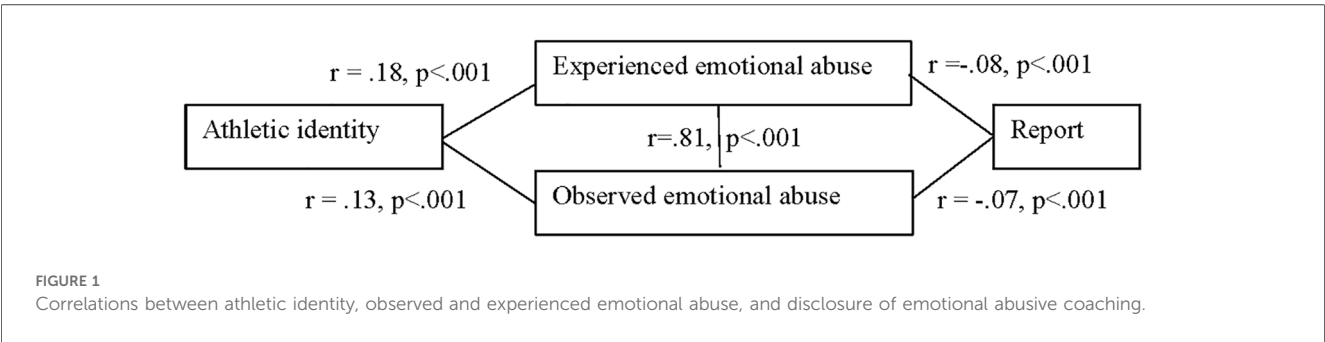 r = .18, p<.001
Experienced emotional abuse
r =-.08, p<.001
Athletic identity
r=.81, p<.001
Report
r = .13, p<.001
Observed emotional abuse
r = -.07, p<.001
FIGURE 1
Correlations between athletic identity, observed and experienced emotional abuse, and disclosure of emotional abusive coaching.